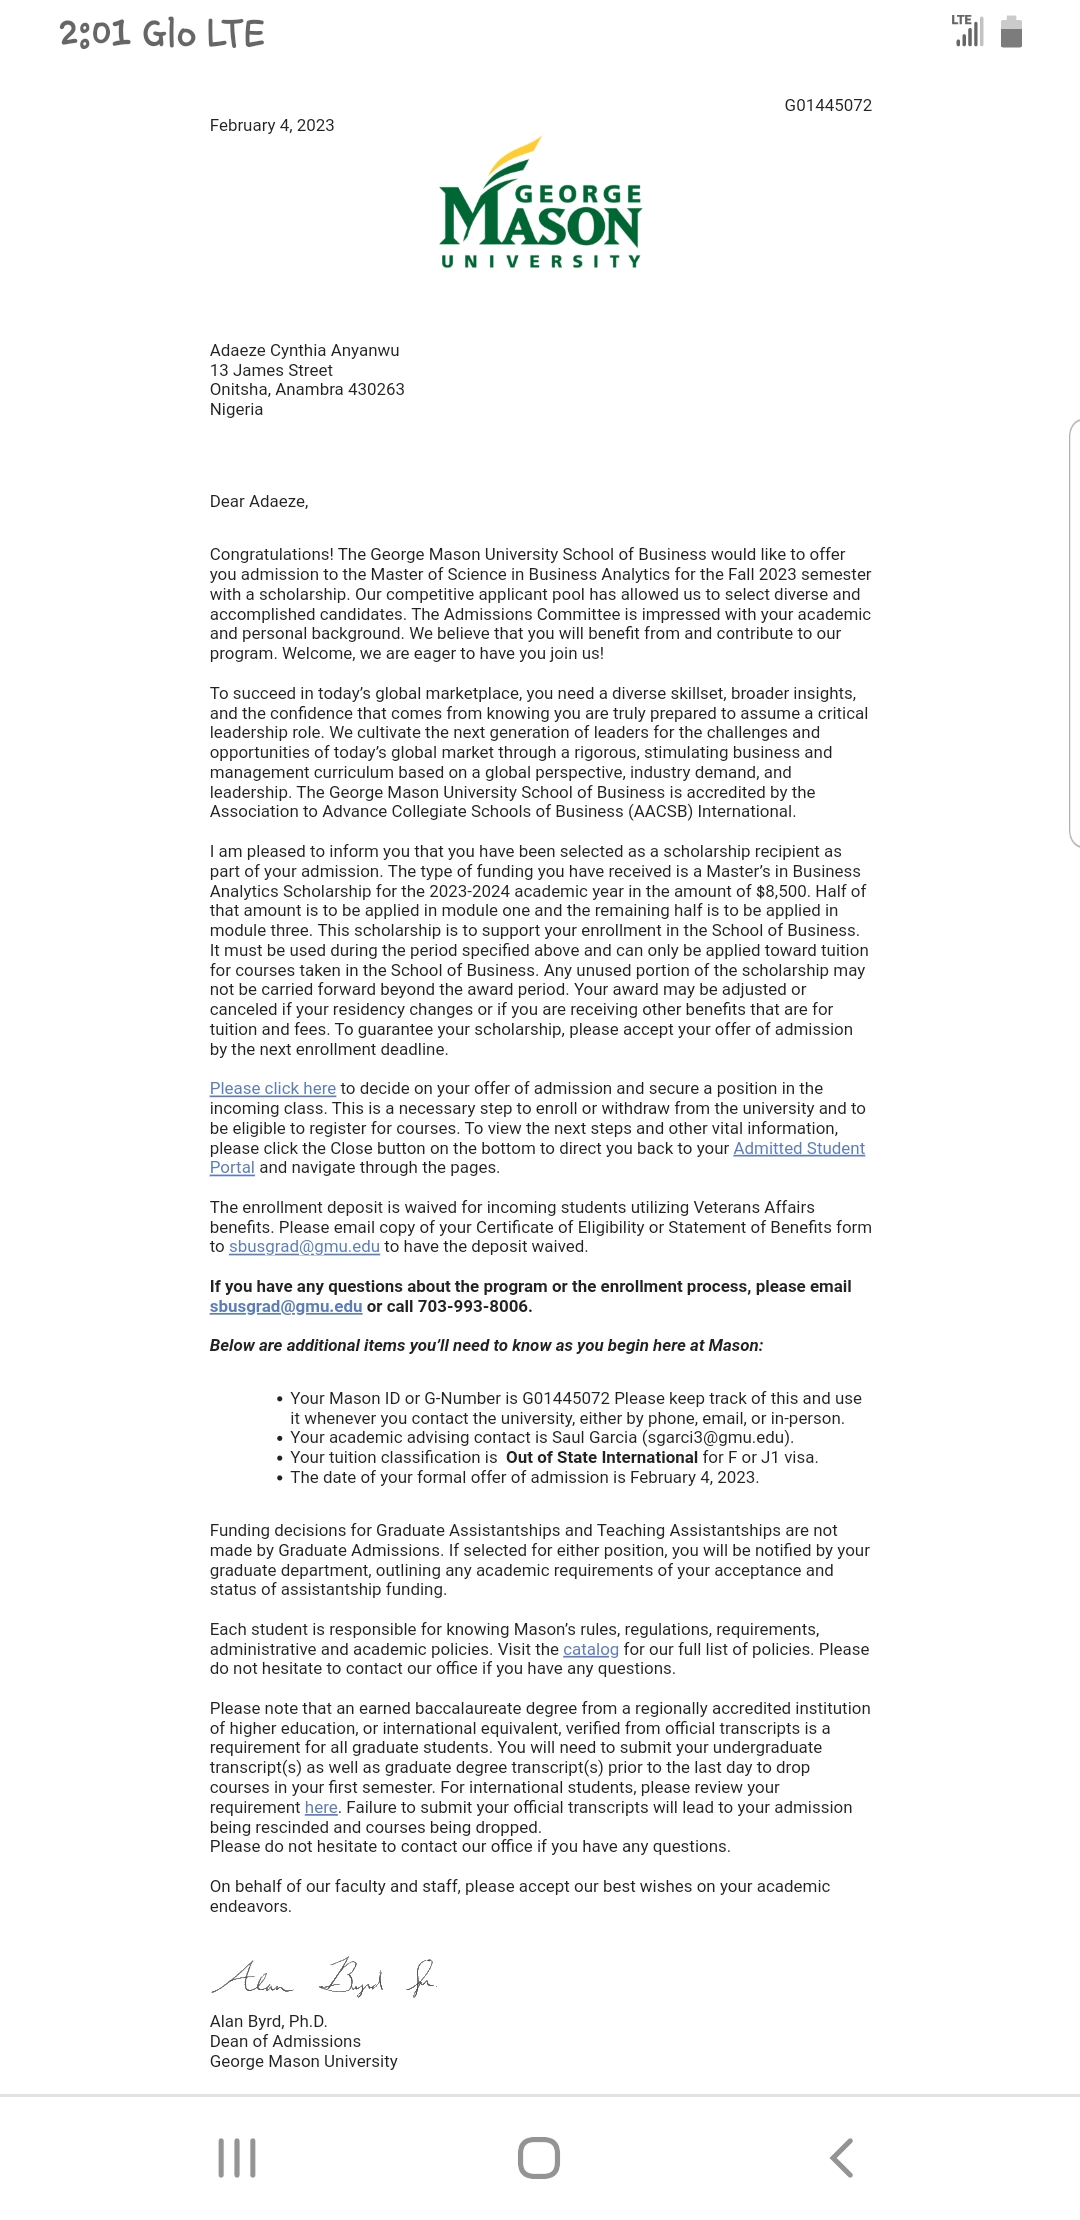 2:01 Glo LTE
LTE
G01445072
February 4, 2023
GEORGE
MASON
UNIVERSITY
Adaeze Cynthia Anyanwu
13 James Street
Onitsha, Anambra 430263
Nigeria
Dear Adaeze,
Congratulations! The George Mason University School of Business would like to offer
you admission to the Master of Science in Business Analytics for the Fall 2023 semester
with a scholarship. Our competitive applicant pool has allowed us to select diverse and
accomplished candidates. The Admissions Committee is impressed with your academic
and personal background. We believe that you will benefit from and contribute to our
program. Welcome, we are eager to have you join us!
To succeed in today’s global marketplace, you need a diverse skillset, broader insights,
and the confidence that comes from knowing you are truly prepared to assume a critical
leadership role. We cultivate the next generation of leaders for the challenges and
opportunities of today’s global market through a rigorous, stimulating business and
management curriculum based on a global perspective, industry demand, and
leadership. The George Mason University School of Business is accredited by the
Association to Advance Collegiate Schools of Business (AACSB) International.
I am pleased to inform you that you have been selected as a scholarship recipient as
part of your admission. The type of funding you have received is a Master’s in Business
Analytics Scholarship for the 2023-2024 academic year in the amount of $8,500. Half of
that amount is to be applied in module one and the remaining half is to be applied in
module three. This scholarship is to support your enrollment in the School of Business.
It must be used during the period specified above and can only be applied toward tuition
for courses taken in the School of Business. Any unused portion of the scholarship may
not be carried forward beyond the award period. Your award may be adjusted or
canceled if your residency changes or if you are receiving other benefits that are for
tuition and fees. To guarantee your scholarship, please accept your offer of admission
by the next enrollment deadline.
Please click here to decide on your offer of admission and secure a position in the
incoming class. This is a necessary step to enroll or withdraw from the university and to
be eligible to register for courses. To view the next steps and other vital information,
please click the Close button on the bottom to direct you back to your Admitted Student
Portal and navigate through the pages.
The enrollment deposit is waived for incoming students utilizing Veterans Affairs
benefits. Please email copy of your Certificate of Eligibility or Statement of Benefits form
to sbusgrad@gmu.edu to have the deposit waived.
If you have any questions about the program or the enrollment process, please email
sbusgrad@gmu.edu or call 703-993-8006.
Below are additional items you’ll need to know as you begin here at Mason:
• Your Mason ID or G-Number is G01445072 Please keep track of this and use
it whenever you contact the university, either by phone, email, or in-person.
• Your academic advising contact is Saul Garcia (sgarci3@gmu.edu).
• Your tuition classification is  Out of State International for F or J1 visa.
• The date of your formal offer of admission is February 4, 2023.
Funding decisions for Graduate Assistantships and Teaching Assistantships are not
made by Graduate Admissions. If selected for either position, you will be notified by your
graduate department, outlining any academic requirements of your acceptance and
status of assistantship funding.
Each student is responsible for knowing Mason’s rules, regulations, requirements,
administrative and academic policies. Visit the catalog for our full list of policies. Please
do not hesitate to contact our office if you have any questions.
Please note that an earned baccalaureate degree from a regionally accredited institution
of higher education, or international equivalent, verified from official transcripts is a
requirement for all graduate students. You will need to submit your undergraduate
transcript(s) as well as graduate degree transcript(s) prior to the last day to drop
courses in your first semester. For international students, please review your
requirement here. Failure to submit your official transcripts will lead to your admission
being rescinded and courses being dropped.
Please do not hesitate to contact our office if you have any questions.
On behalf of our faculty and staff, please accept our best wishes on your academic
endeavors.
Alan Byrd Jr.
Alan Byrd, Ph.D.
Dean of Admissions
George Mason University